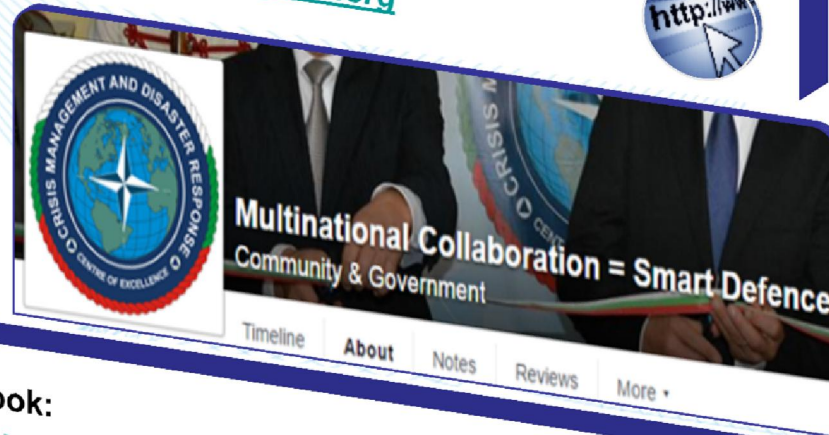 http://ww
CRISIS MANAGEMENT AND DISASTER RESPONSE
CENTRE OF EXCELLENCE
CRISIS
Multinational Collaboration = Smart Defence
Community & Government
Timeline About Notes Reviews More
ook: